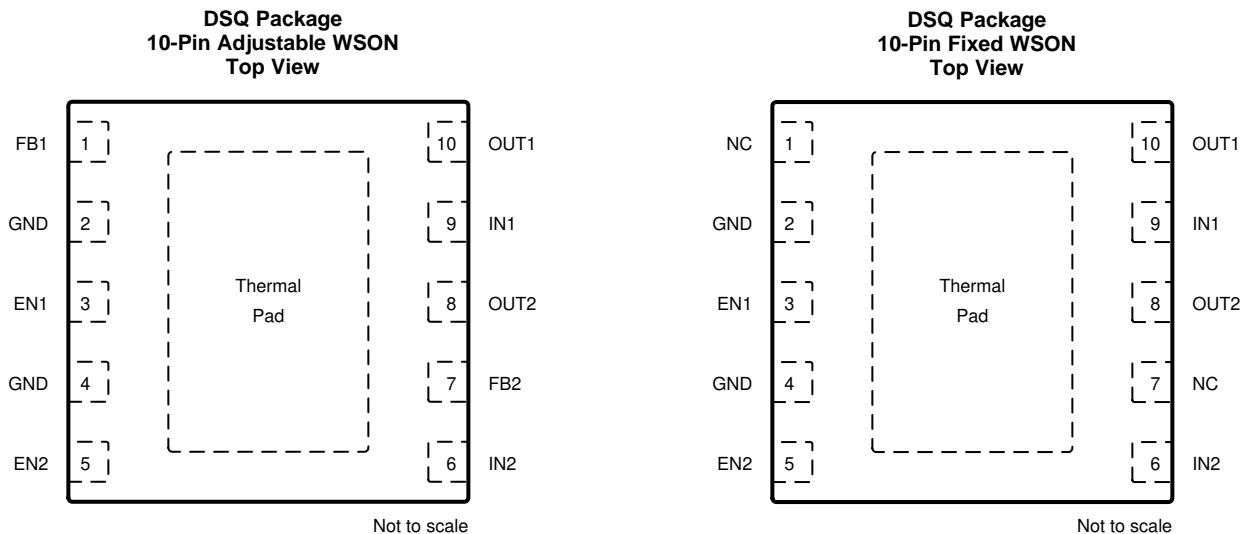 DSQ Package
10-Pin Adjustable WSON
Top View
FB1 1 10 OUT1
GND 2 9 IN1
EN1 3 8 OUT2
GND 4 7 FB2
EN2 5 6 IN2
Thermal
Pad
Not to scale
DSQ Package
10-Pin Fixed WSON
Top View
NC 1 10 OUT1
GND 2 9 IN1
EN1 3 8 OUT2
GND 4 7 NC
EN2 5 6 IN2
Thermal
Pad
Not to scale